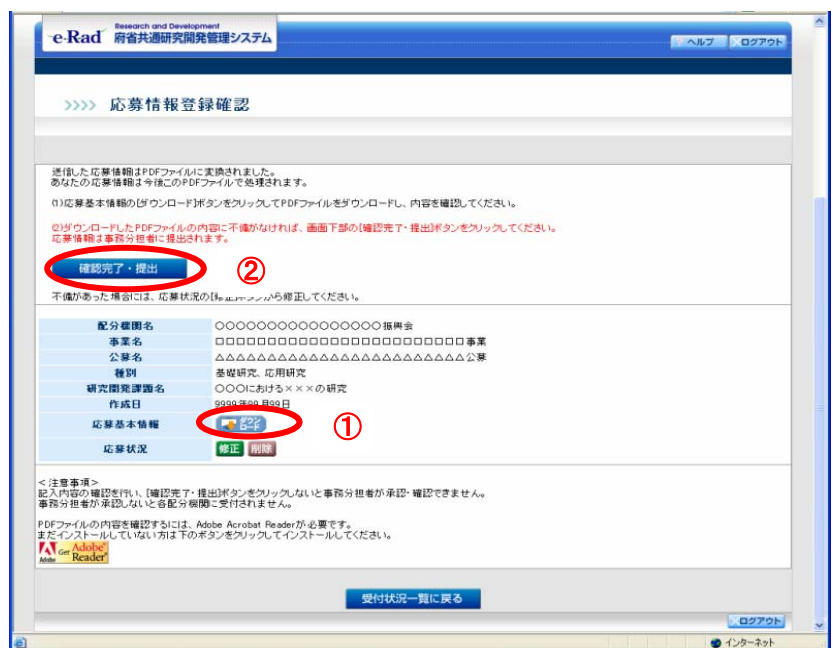 Research and Development
e-Rad 府省共通研究開発管理システム
ヘルプ ログアウト
>>>> 応募情報登録確認
送信した応募情報はPDFファイルに変換されました。
あなたの応募情報は今後このPDFファイルで処理されます。
(1)応募基本情報の[ダウンロード]ボタンをクリックしてPDFファイルをダウンロードし、内容を確認してください。
(2)ダウンロードしたPDFファイルの内容に不備がなければ、画面下部の[確認完了・提出]ボタンをクリックしてください。
応募情報は事務分担者に提出されます。
確認完了・提出 ②
不備があった場合には、応募状況の[修正]ボタンから修正してください。
配分機関名 ○○○○○○○○○○○○○○○○振興会
事業名 □□□□□□□□□□□□□□□□□□□□□□□□事業
公募名 △△△△△△△△△△△△△△△△△△△△△△△△公募
種別 基礎研究、応用研究
研究開発課題名 ○○○における×××の研究
作成日 9999年99月99日
応募基本情報 ダウンロード ①
応募状況 修正 削除
<注意事項>
記入内容の確認を行い、[確認完了・提出]ボタンをクリックしないと事務分担者が承認・確認できません。
事務分担者が承認しないと各配分機関に受付されません。
PDFファイルの内容を確認するには、Adobe Acrobat Readerが必要です。
まだインストールしていない方は下のボタンをクリックしてインストールしてください。
Adobe Get Adobe Reader
受付状況一覧に戻る
ログアウト
インターネット